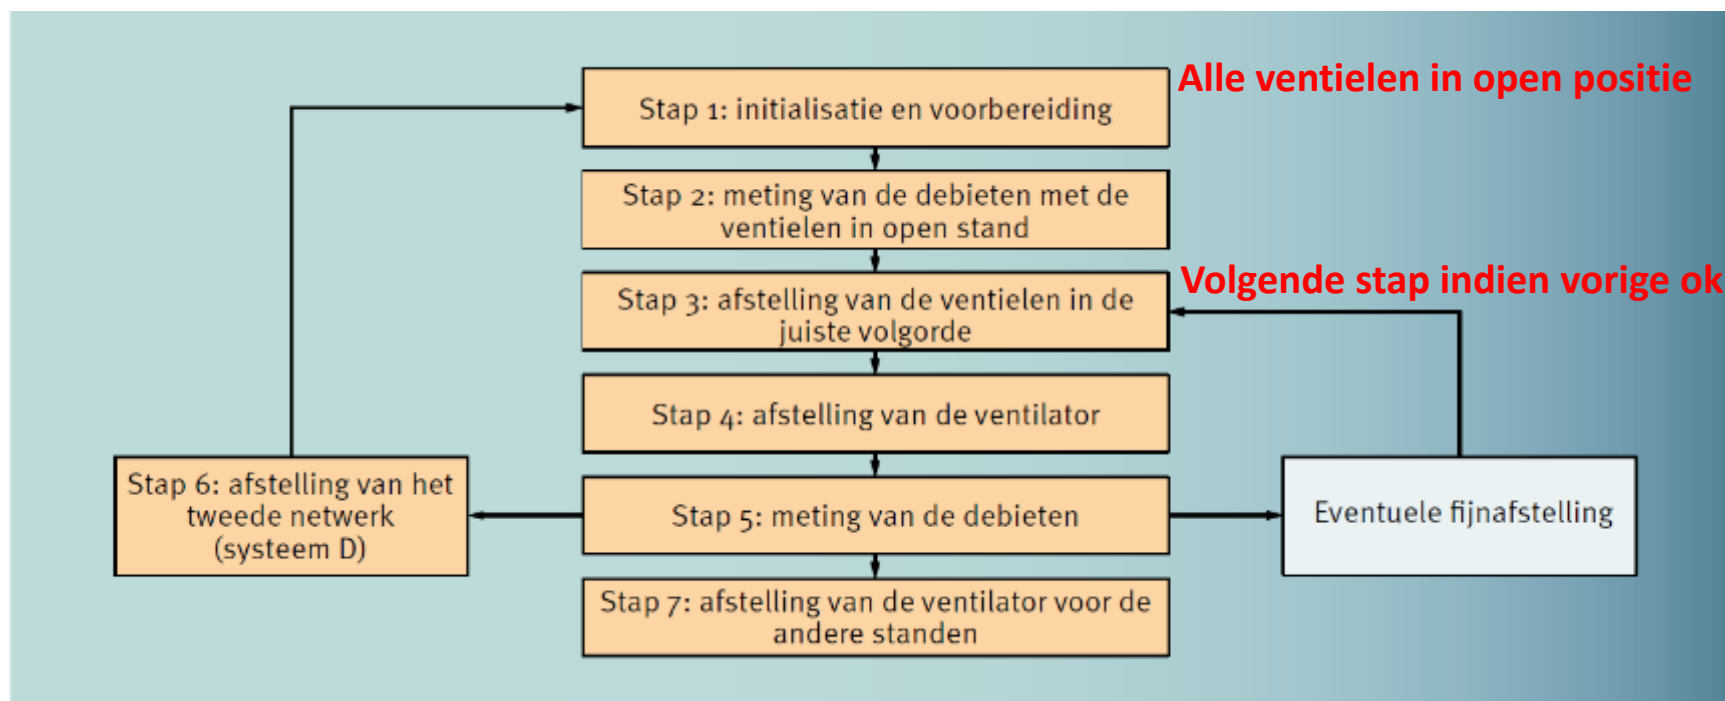 Alle ventielen in open positie
Stap 1: initialisatie en voorbereiding
Stap 2: meting van de debieten met de
ventielen in open stand
Volgende stap indien vorige ok
Stap 3: afstelling van de ventielen in de
juiste volgorde
Stap 4: afstelling van de ventilator
Stap 6: afstelling van het
tweede netwerk
(systeem D)
Stap 5: meting van de debieten
Eventuele fijnafstelling
Stap 7: afstelling van de ventilator voor de
andere standen